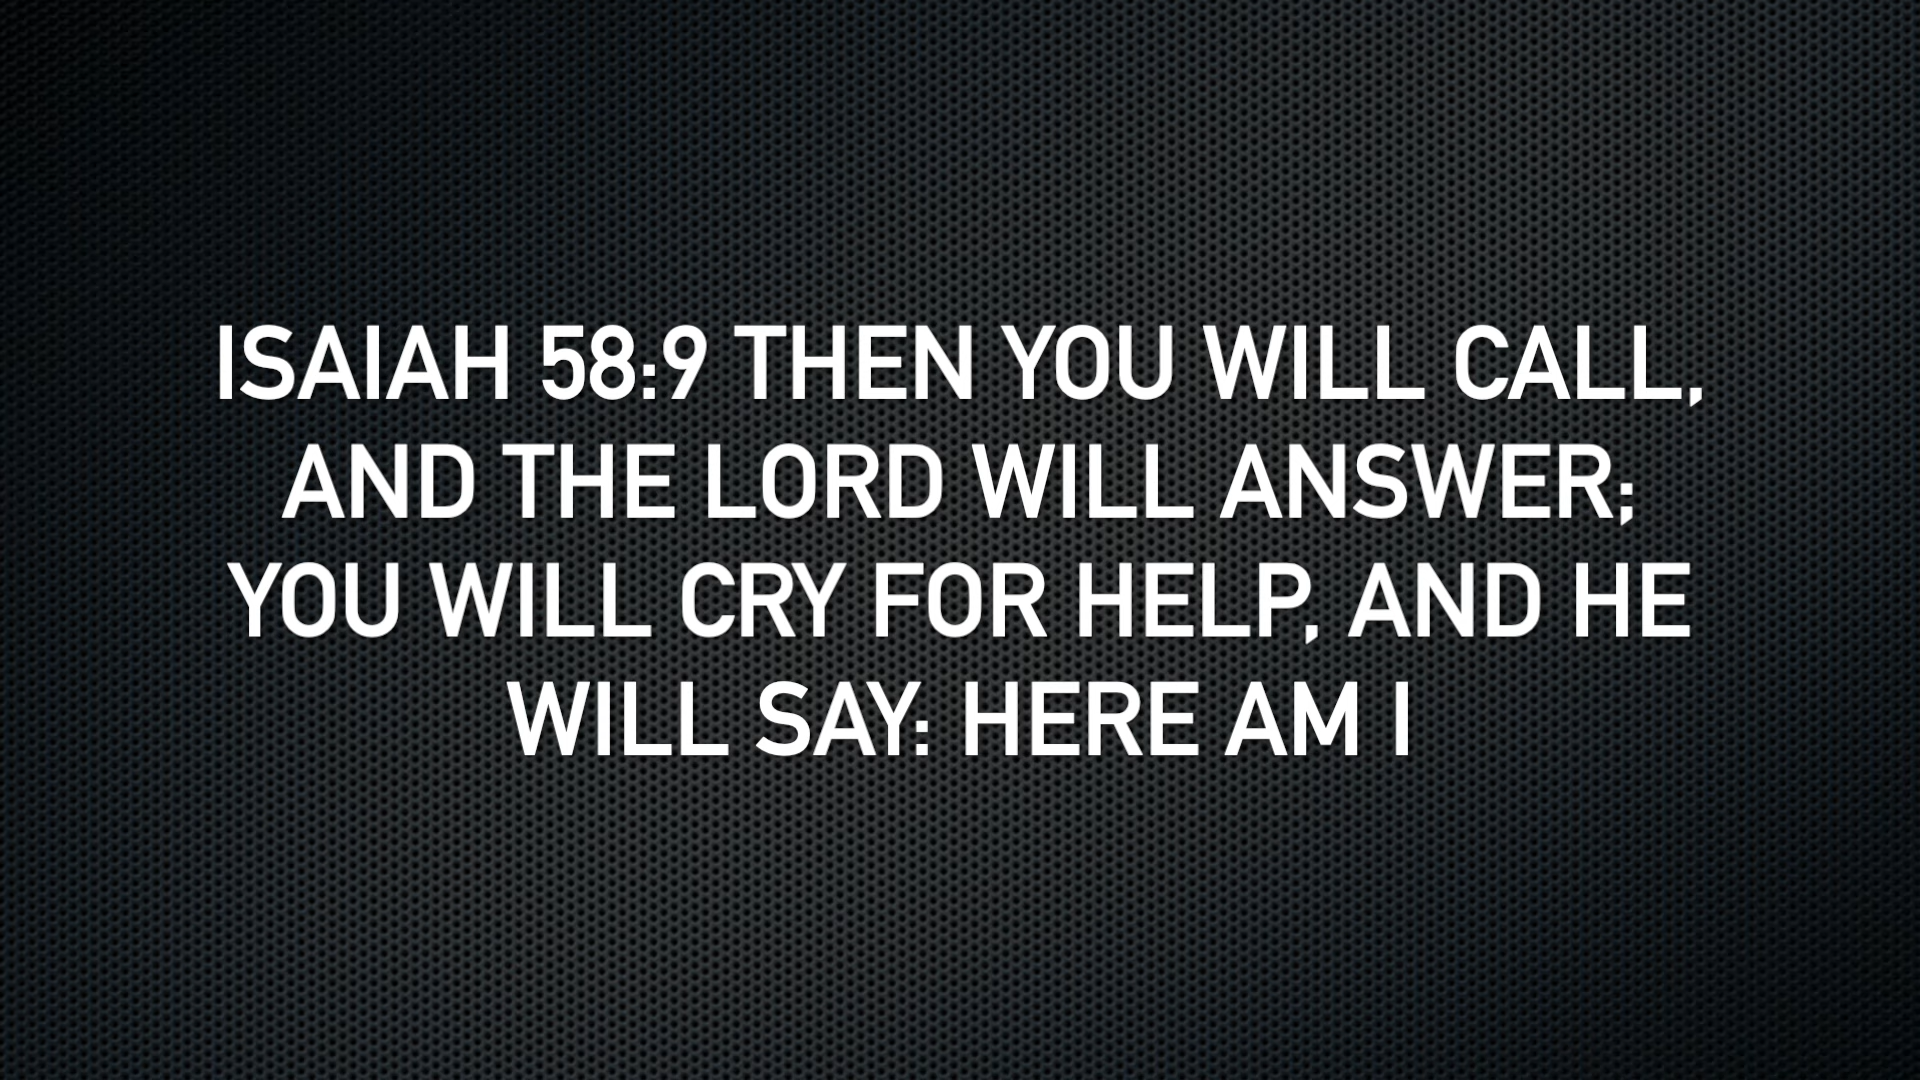 ISAIAH 58:9 THEN YOU WILL CALL,
AND THE LORD WILL ANSWER;
YOU WILL CRY FOR HELP, AND HE
WILL SAY: HERE AM I